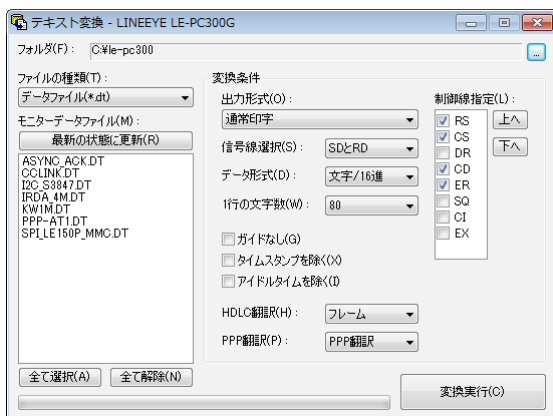 テキスト変換 - LINEEYE LE-PC300G
フォルダ(F)： C:¥le-pc300
...
ファイルの種類(T)：
データファイル(*.dt)
モニターデータファイル(M)：
最新の状態に更新(R)
ASYNC_ACK.DT
CCLINK.DT
I2C_S3847.DT
IRDA_4M.DT
KW1M.DT
PPP-AT1.DT
SPI_LE150P_MMC.DT
全て選択(A) 全て解除(N)
変換条件
出力形式(O)：
通常印字
信号線選択(S)： SDとRD
データ形式(D)： 文字/16進
1行の文字数(W)： 80
ガイドなし(G)
タイムスタンプを除く(X)
アイドルタイムを除く(I)
HDLC翻訳(H)： フレーム
PPP翻訳(P)： PPP翻訳
制御線指定(L)：
RS
CS
DR
CD
ER
SQ
CI
EX
上へ
下へ
変換実行(C)